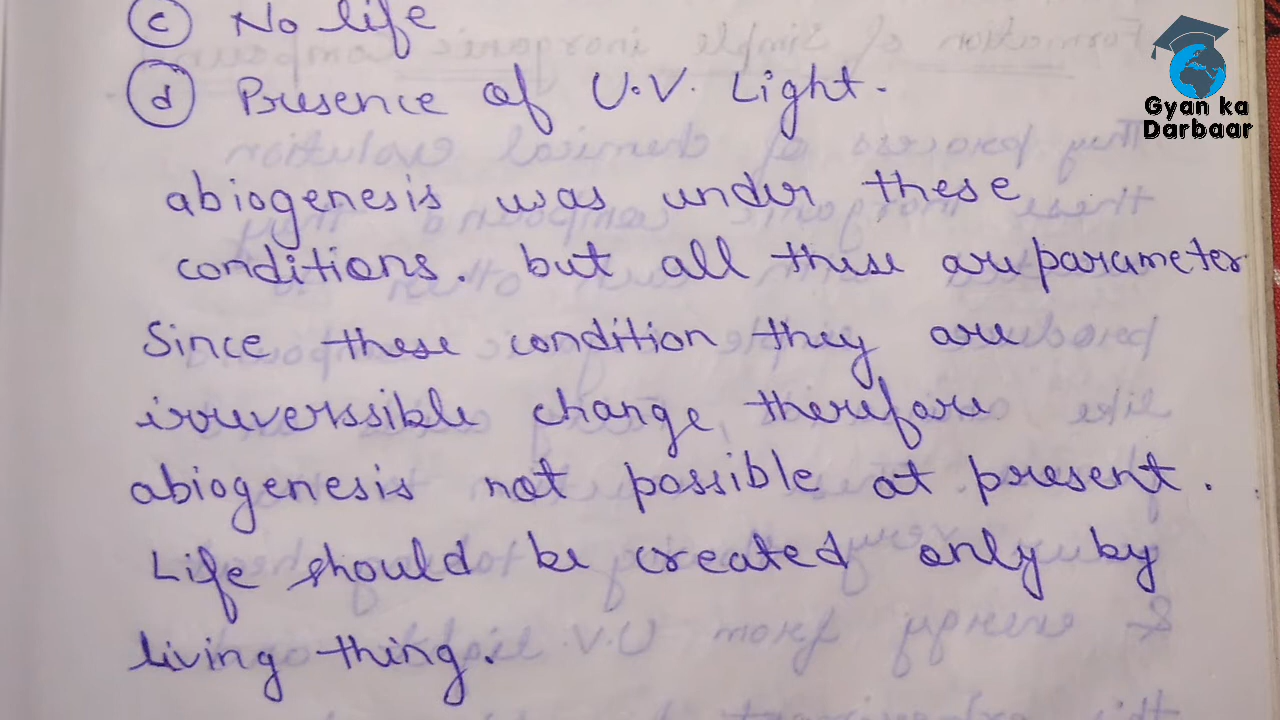 c No life
d Presence of U.V. Light.
abiogenesis was under these
conditions. but all these are parameter
Since these condition they are
irruverssible change, therefore
abiogenesis not possible at present.
Life should be created only by
living thing.
Gyan ka
Darbaar